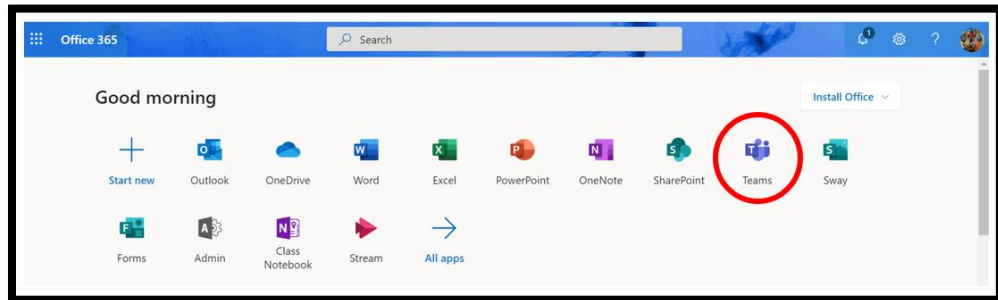 Office 365
Search
1
?
Good morning
Install Office
Start new
Outlook
OneDrive
Word
Excel
PowerPoint
OneNote
SharePoint
Teams
Sway
Forms
Admin
Class
Notebook
Stream
All apps